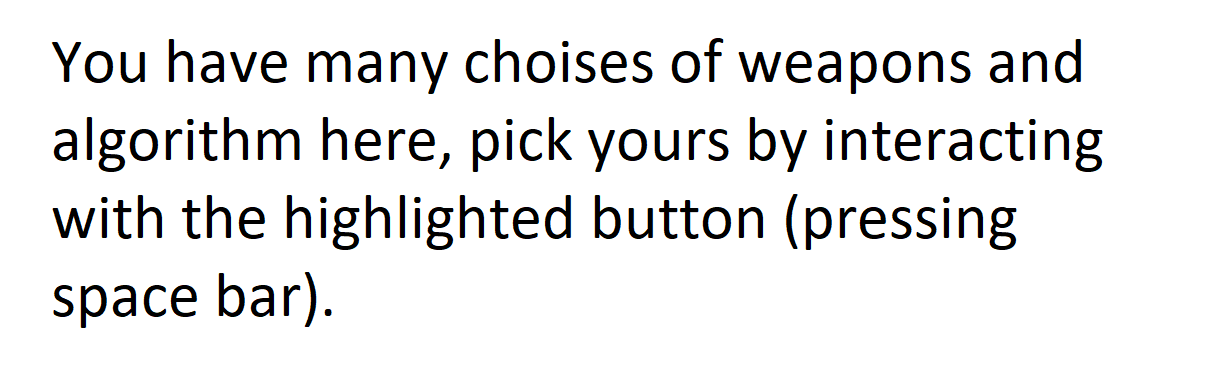 You have many choises of weapons and
algorithm here, pick yours by interacting
with the highlighted button (pressing
space bar).